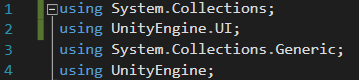 1 using System.Collections;
2 using UnityEngine.UI;
3 using System.Collections.Generic;
4 using UnityEngine;